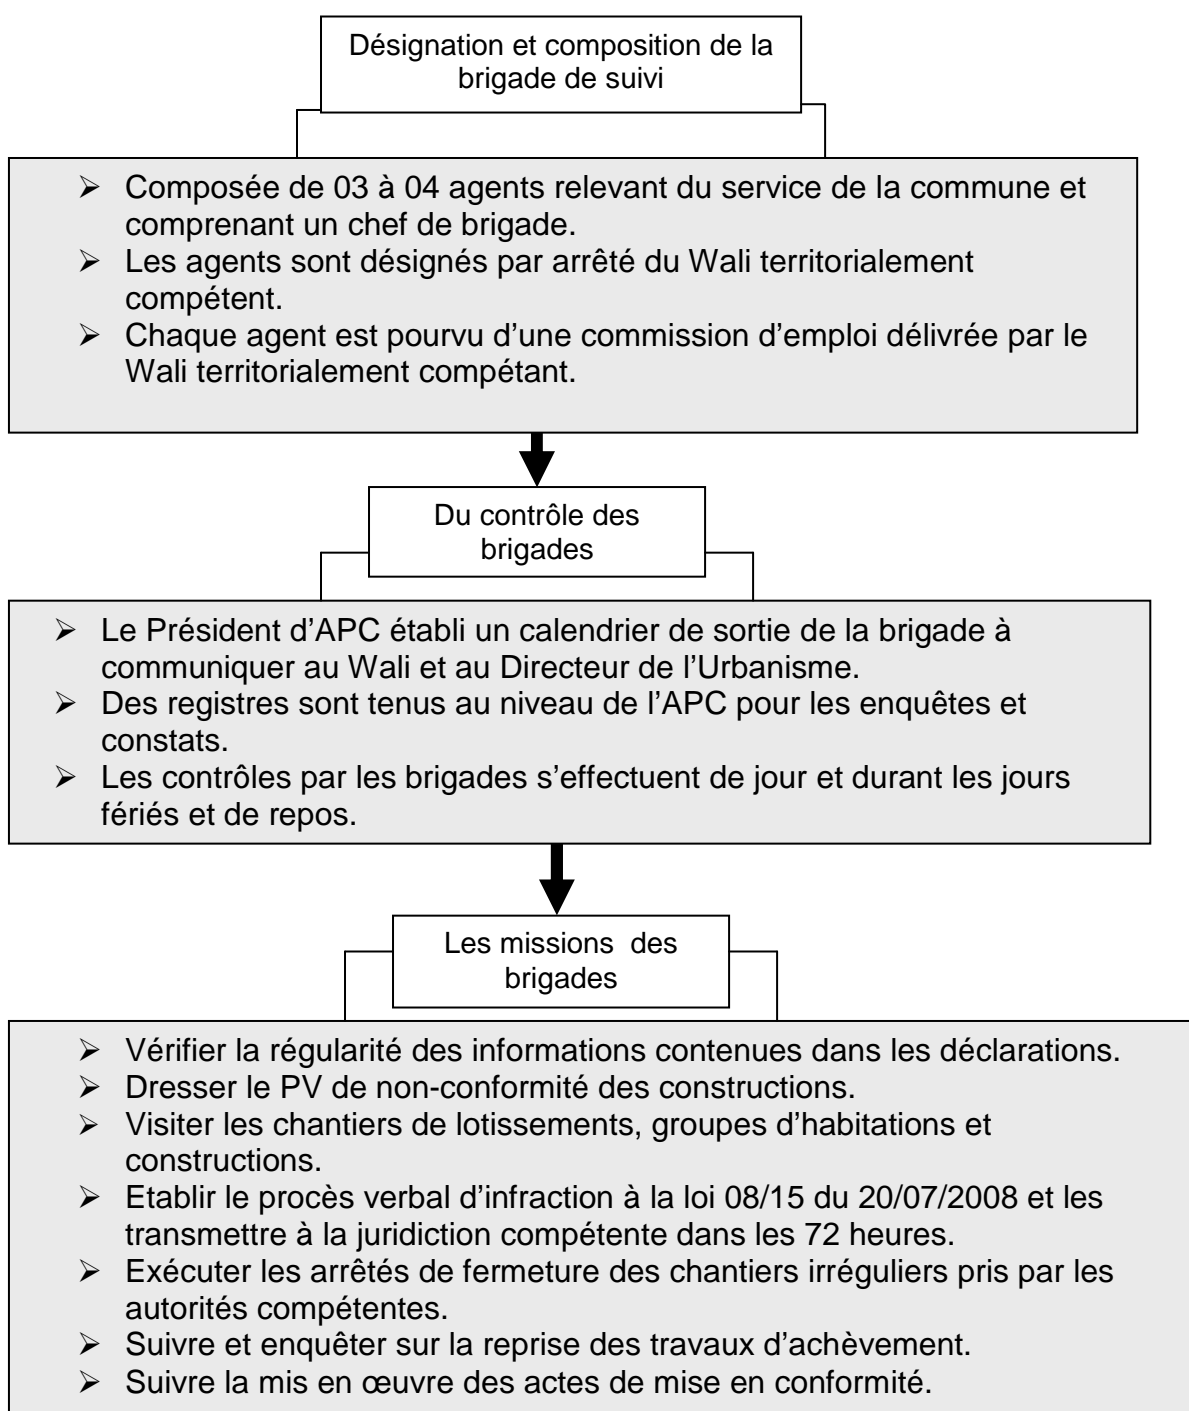 Désignation et composition de la
brigade de suivi
➢ Composée de 03 à 04 agents relevant du service de la commune et
comprenant un chef de brigade.
➢ Les agents sont désignés par arrêté du Wali territorialement
compétent.
➢ Chaque agent est pourvu d’une commission d’emploi délivrée par le
Wali territorialement compétant.
Du contrôle des
brigades
➢ Le Président d’APC établi un calendrier de sortie de la brigade à
communiquer au Wali et au Directeur de l’Urbanisme.
➢ Des registres sont tenus au niveau de l’APC pour les enquêtes et
constats.
➢ Les contrôles par les brigades s’effectuent de jour et durant les jours
fériés et de repos.
Les missions des
brigades
➢ Vérifier la régularité des informations contenues dans les déclarations.
➢ Dresser le PV de non-conformité des constructions.
➢ Visiter les chantiers de lotissements, groupes d’habitations et
constructions.
➢ Etablir le procès verbal d’infraction à la loi 08/15 du 20/07/2008 et les
transmettre à la juridiction compétente dans les 72 heures.
➢ Exécuter les arrêtés de fermeture des chantiers irréguliers pris par les
autorités compétentes.
➢ Suivre et enquêter sur la reprise des travaux d’achèvement.
➢ Suivre la mis en œuvre des actes de mise en conformité.